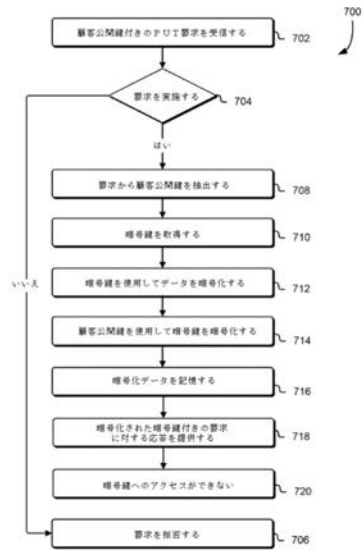 700
顧客公開鍵付きのPUT要求を受信する
702
要求を実施する
704
はい
要求から顧客公開鍵を抽出する
708
暗号鍵を取得する
710
いいえ
暗号鍵を使用してデータを暗号化する
712
顧客公開鍵を使用して暗号鍵を暗号化する
714
暗号化データを記憶する
716
暗号化された暗号鍵付きの要求
に対する応答を提供する
718
暗号鍵へのアクセスができない
720
要求を拒否する
706